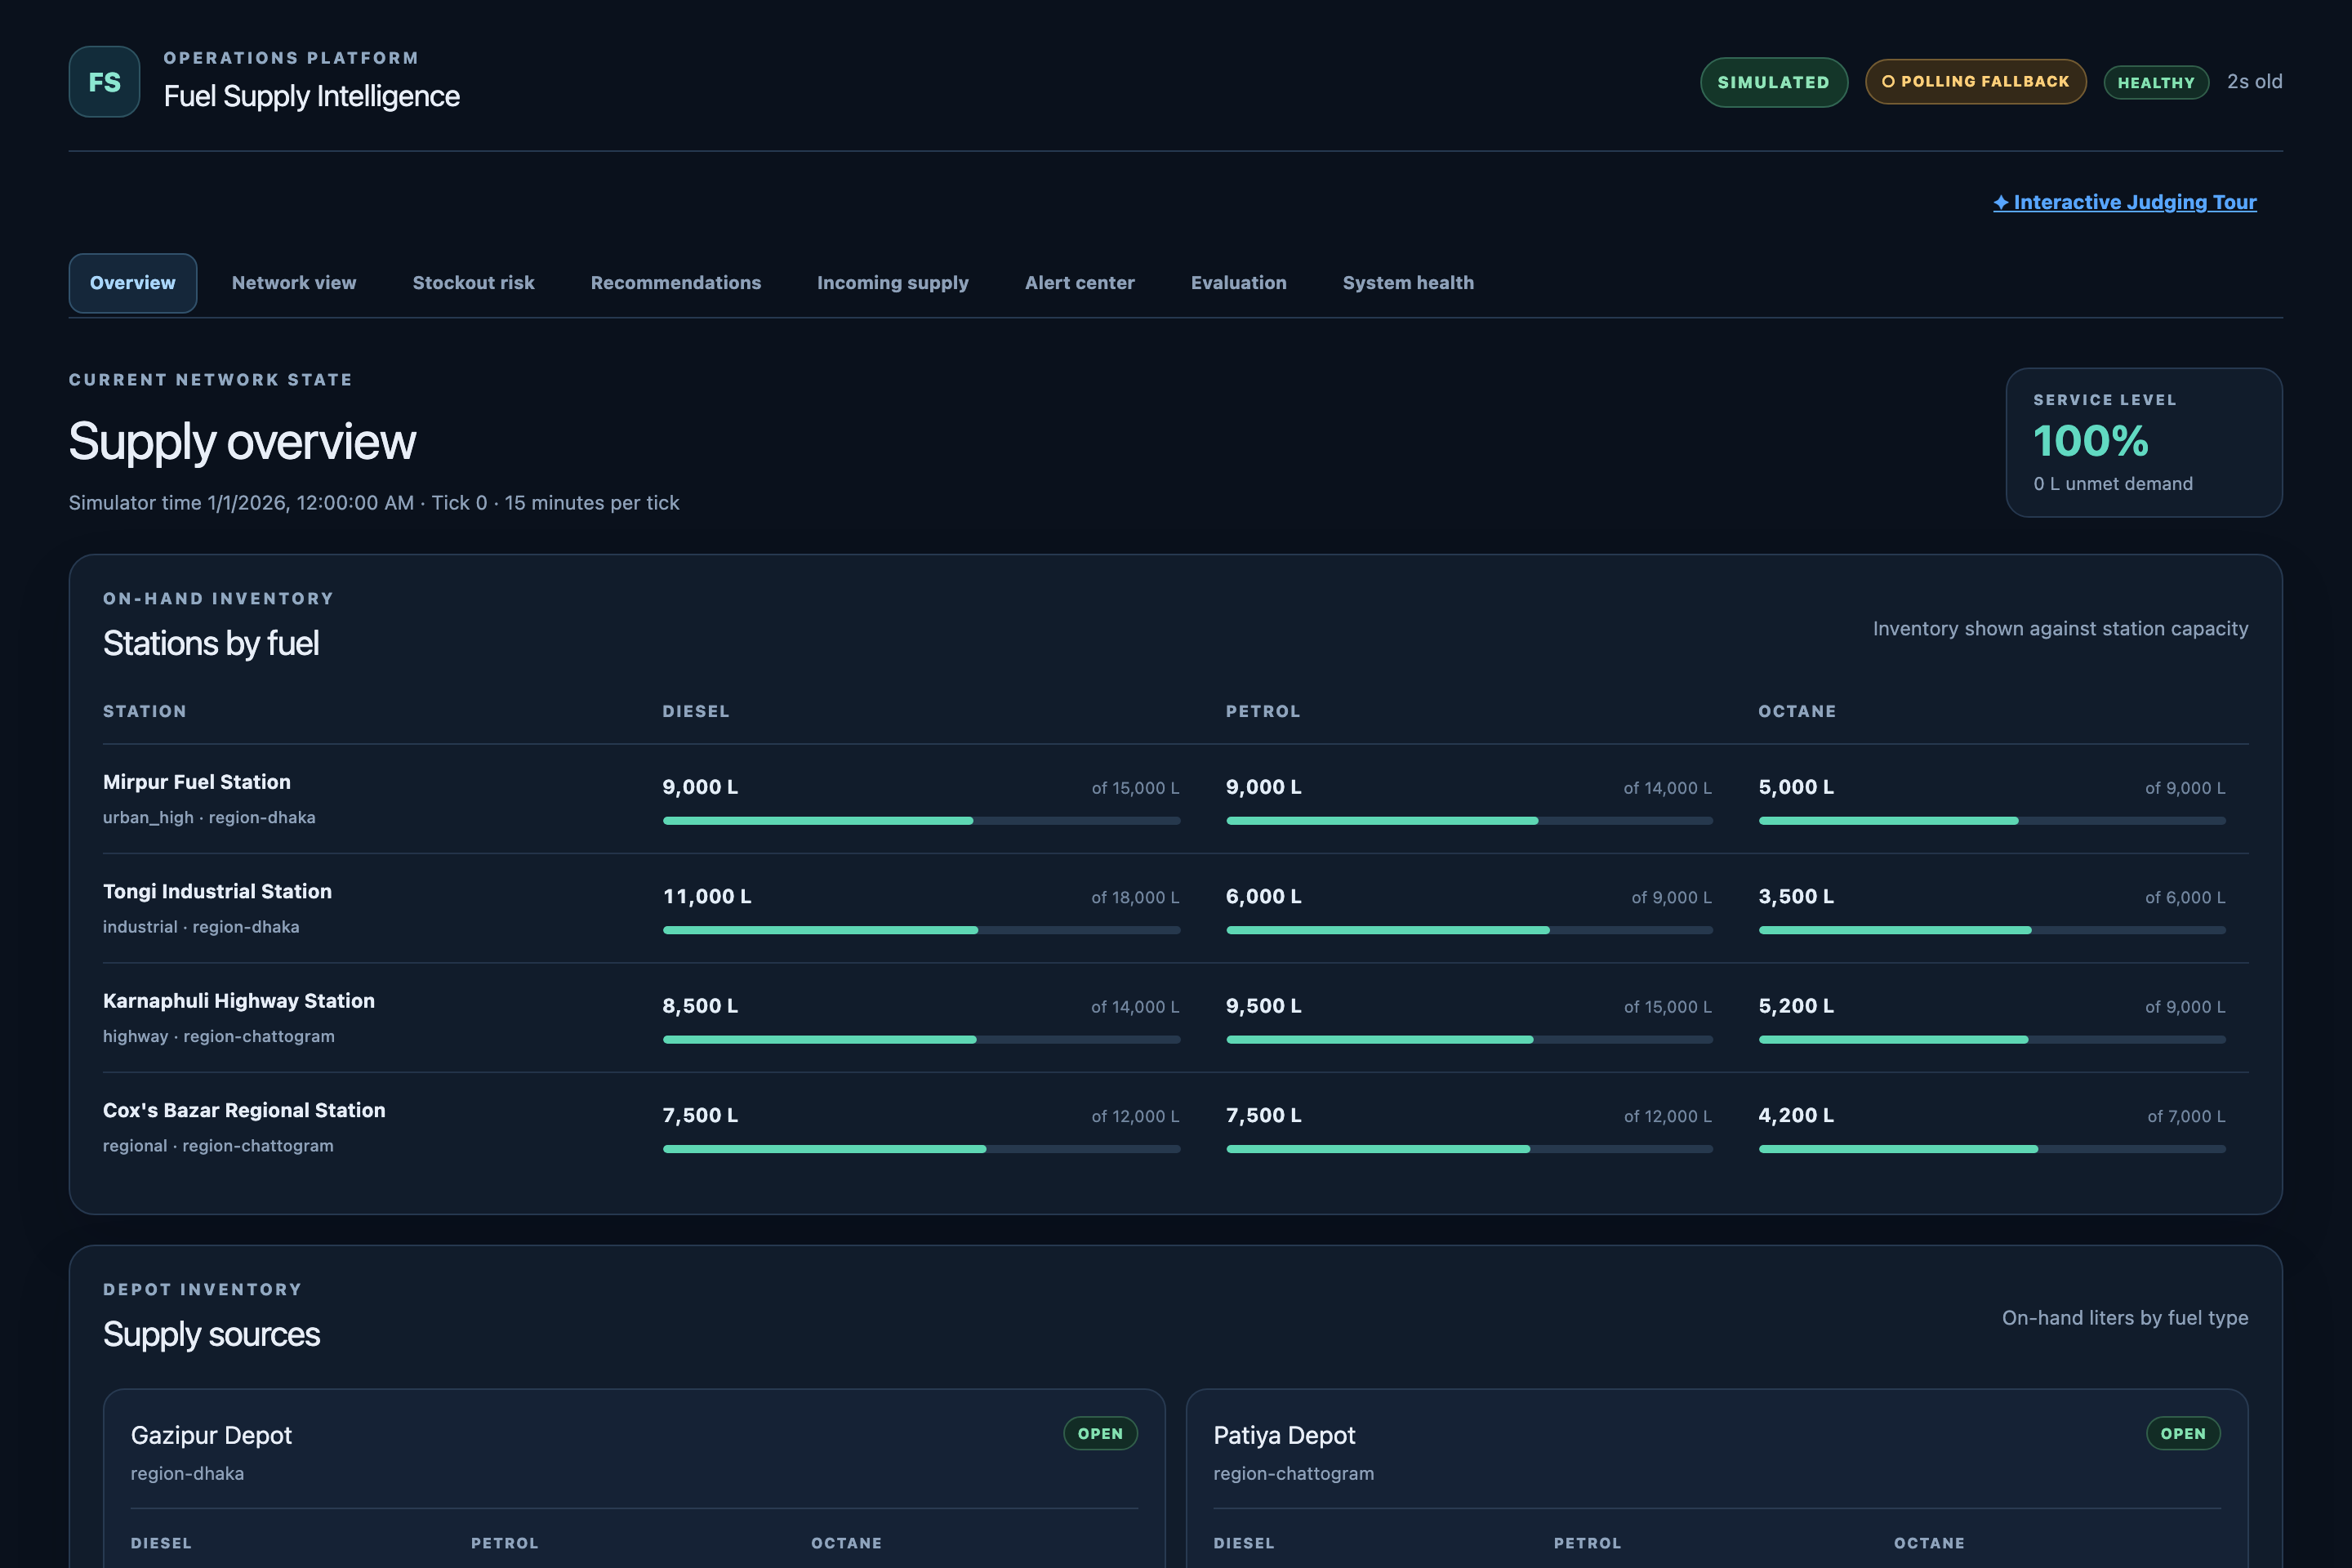 FS
OPERATIONS PLATFORM
Fuel Supply Intelligence
SIMULATED
POLLING FALLBACK
HEALTHY
2s old
✦ Interactive Judging Tour
Overview
Network view
Stockout risk
Recommendations
Incoming supply
Alert center
Evaluation
System health
CURRENT NETWORK STATE
Supply overview
Simulator time 1/1/2026, 12:00:00 AM · Tick 0 · 15 minutes per tick
SERVICE LEVEL
100%
0 L unmet demand
ON-HAND INVENTORY
Stations by fuel
Inventory shown against station capacity
STATION DIESEL PETROL OCTANE
Mirpur Fuel Station
urban_high · region-dhaka
9,000 L of 15,000 L
9,000 L of 14,000 L
5,000 L of 9,000 L
Tongi Industrial Station
industrial · region-dhaka
11,000 L of 18,000 L
6,000 L of 9,000 L
3,500 L of 6,000 L
Karnaphuli Highway Station
highway · region-chattogram
8,500 L of 14,000 L
9,500 L of 15,000 L
5,200 L of 9,000 L
Cox's Bazar Regional Station
regional · region-chattogram
7,500 L of 12,000 L
7,500 L of 12,000 L
4,200 L of 7,000 L
DEPOT INVENTORY
Supply sources
On-hand liters by fuel type
Gazipur Depot
OPEN
region-dhaka
DIESEL PETROL OCTANE
Patiya Depot
OPEN
region-chattogram
DIESEL PETROL OCTANE